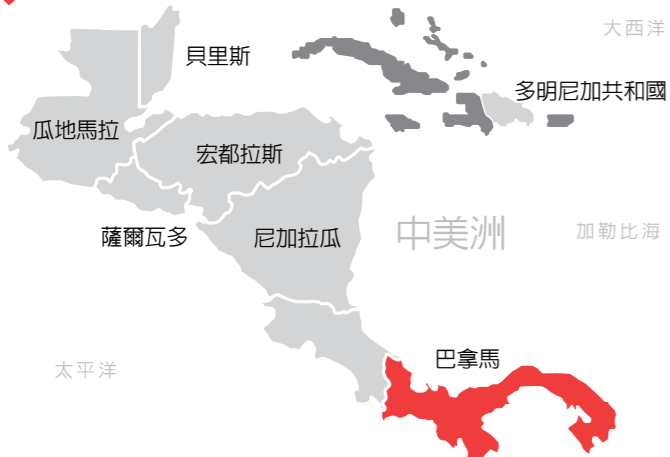 大西洋
貝里斯
多明尼加共和國
瓜地馬拉
宏都拉斯
薩爾瓦多
尼加拉瓜
中美洲
加勒比海
巴拿馬
太平洋